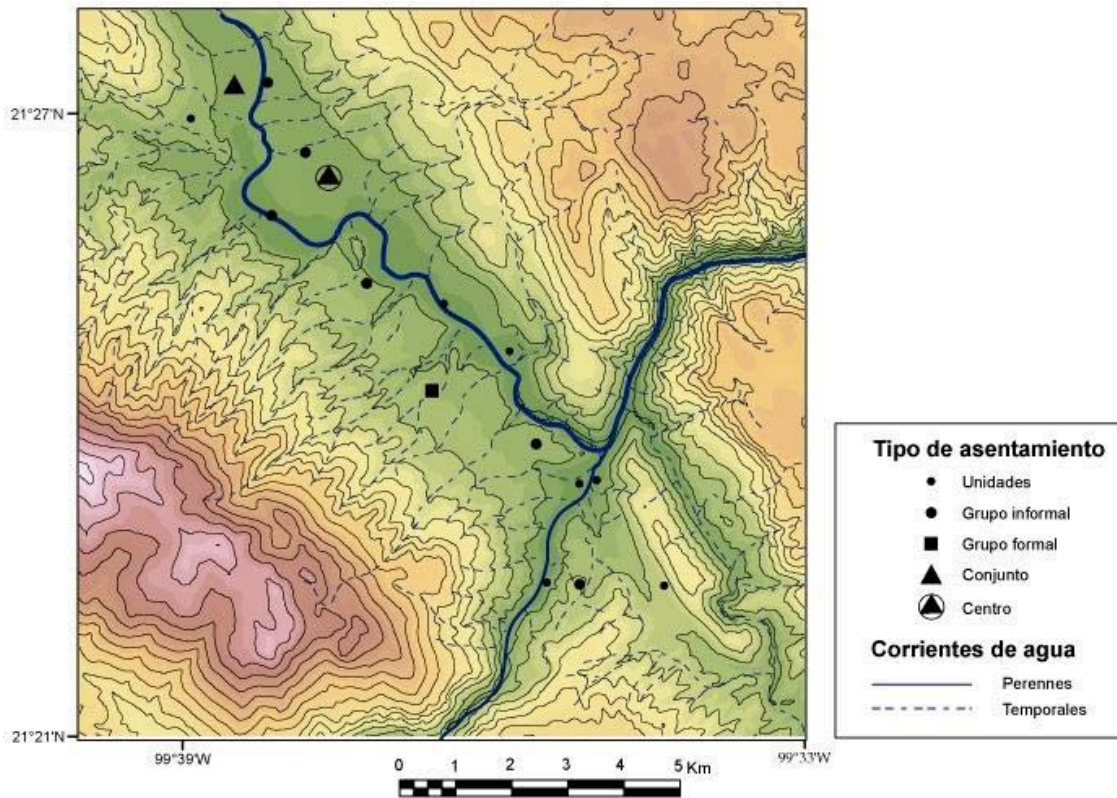 21°27'N
21°21'N
99°39'W
99°33'W
0 1 2 3 4 5 Km
Tipo de asentamiento
Unidades
Grupo informal
Grupo formal
Conjunto
Centro
Corrientes de agua
Perennes
Temporales